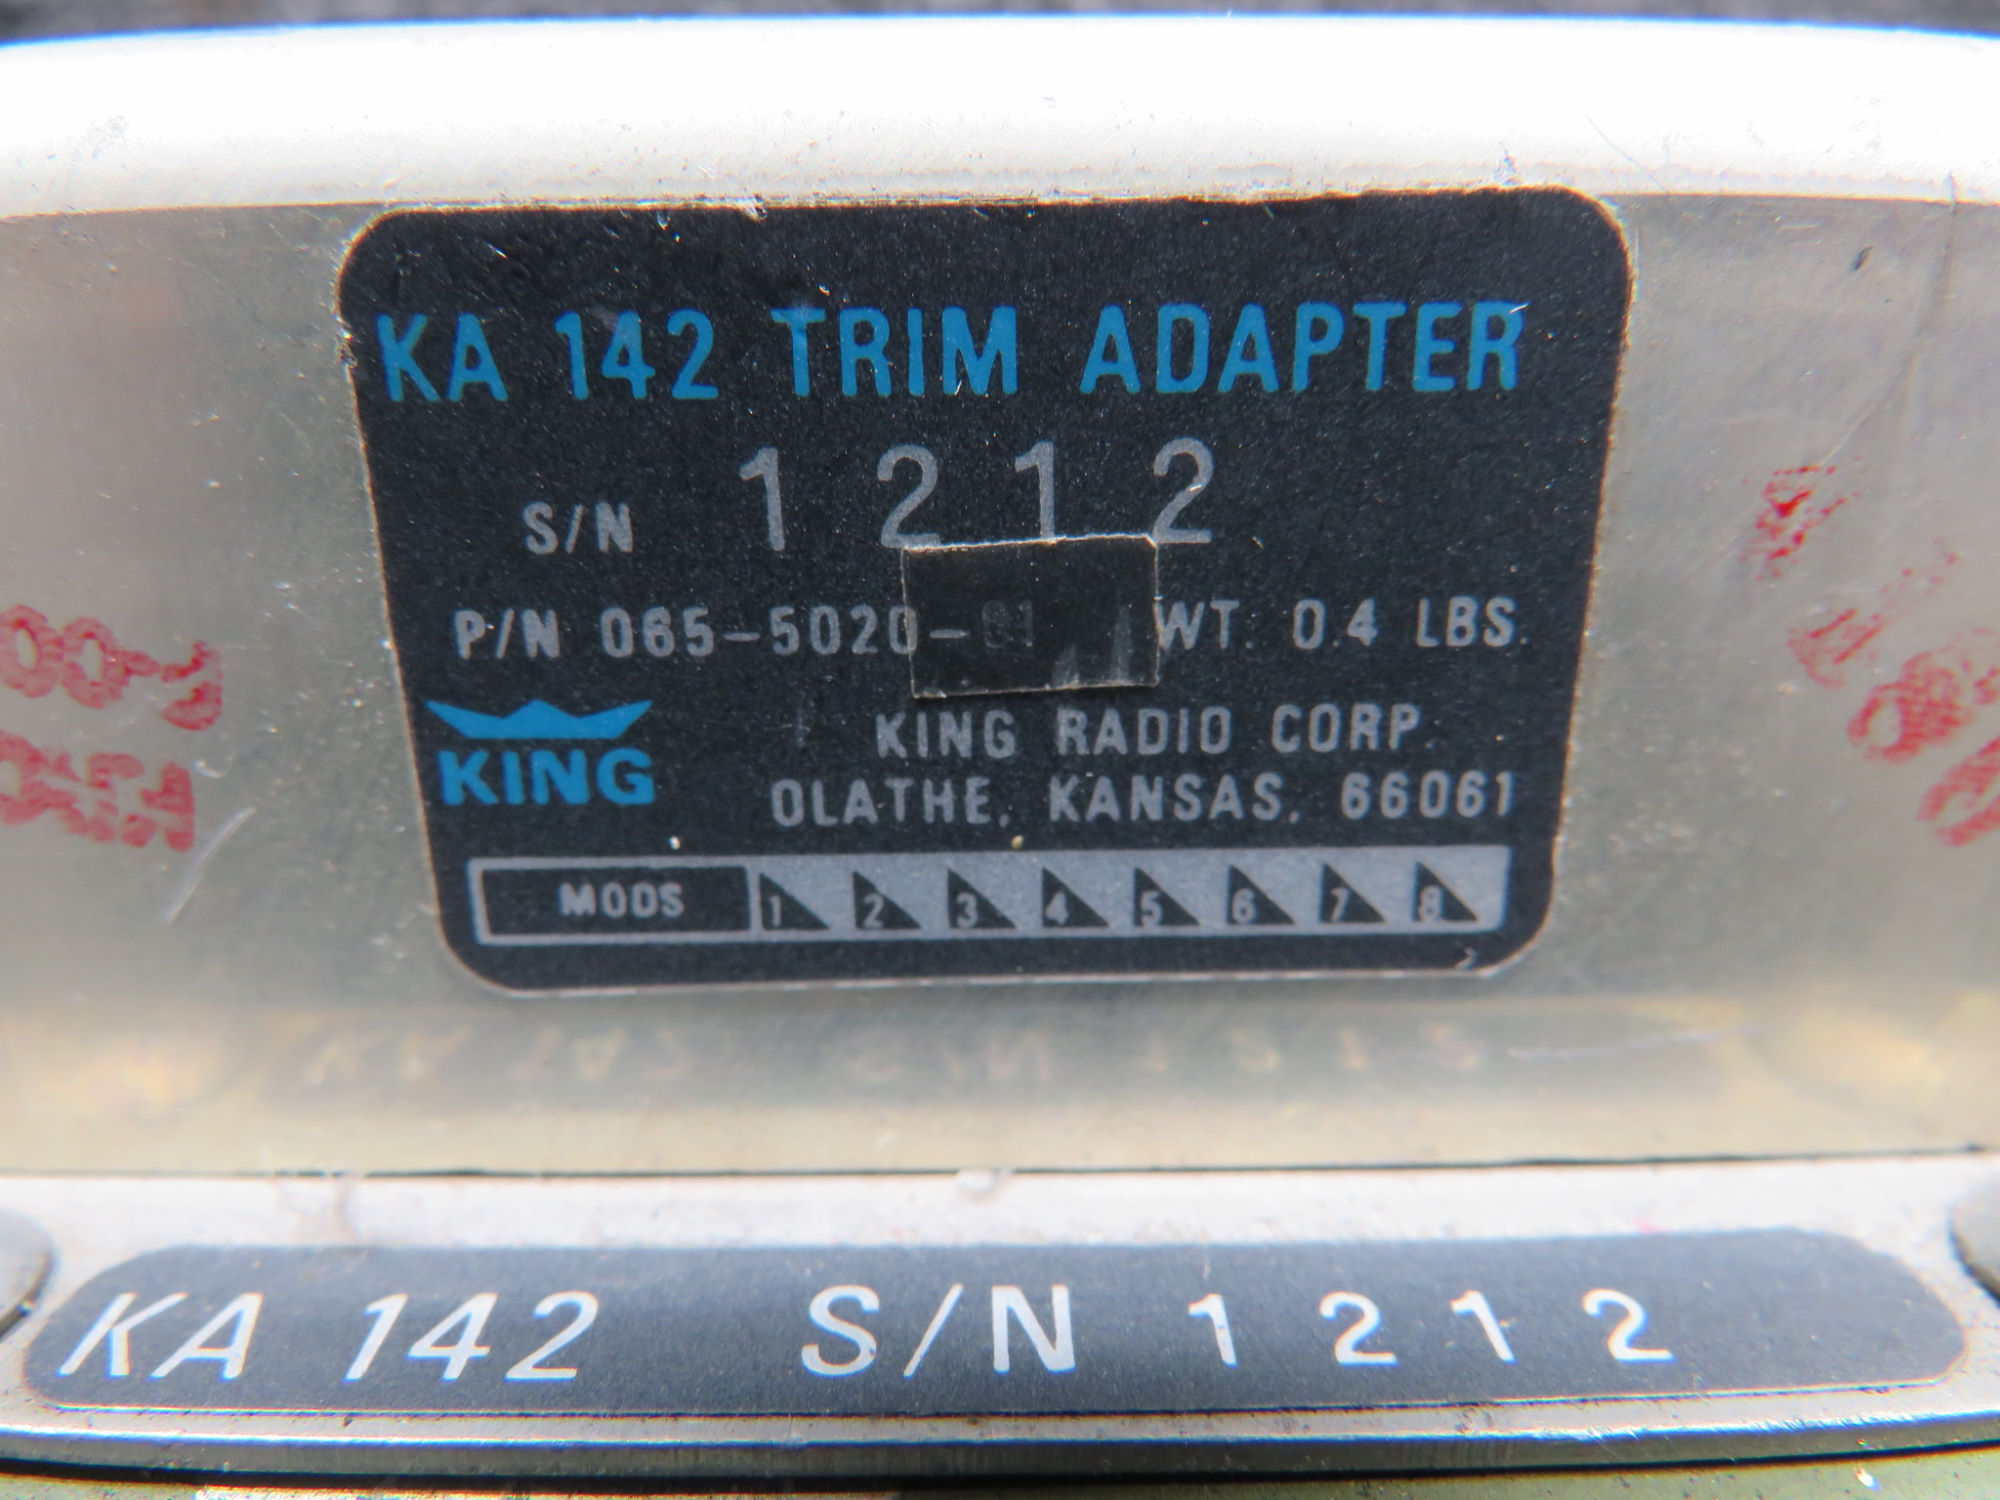 KA 142 TRIM ADAPTER
S/N 1212
P/N 065-5020- WT. 0.4 LBS.
KING
KING RADIO CORP.
OLATHE, KANSAS, 66061
MODS 1 2 3 4 5 6 7 8
KA 142 S/N 1212